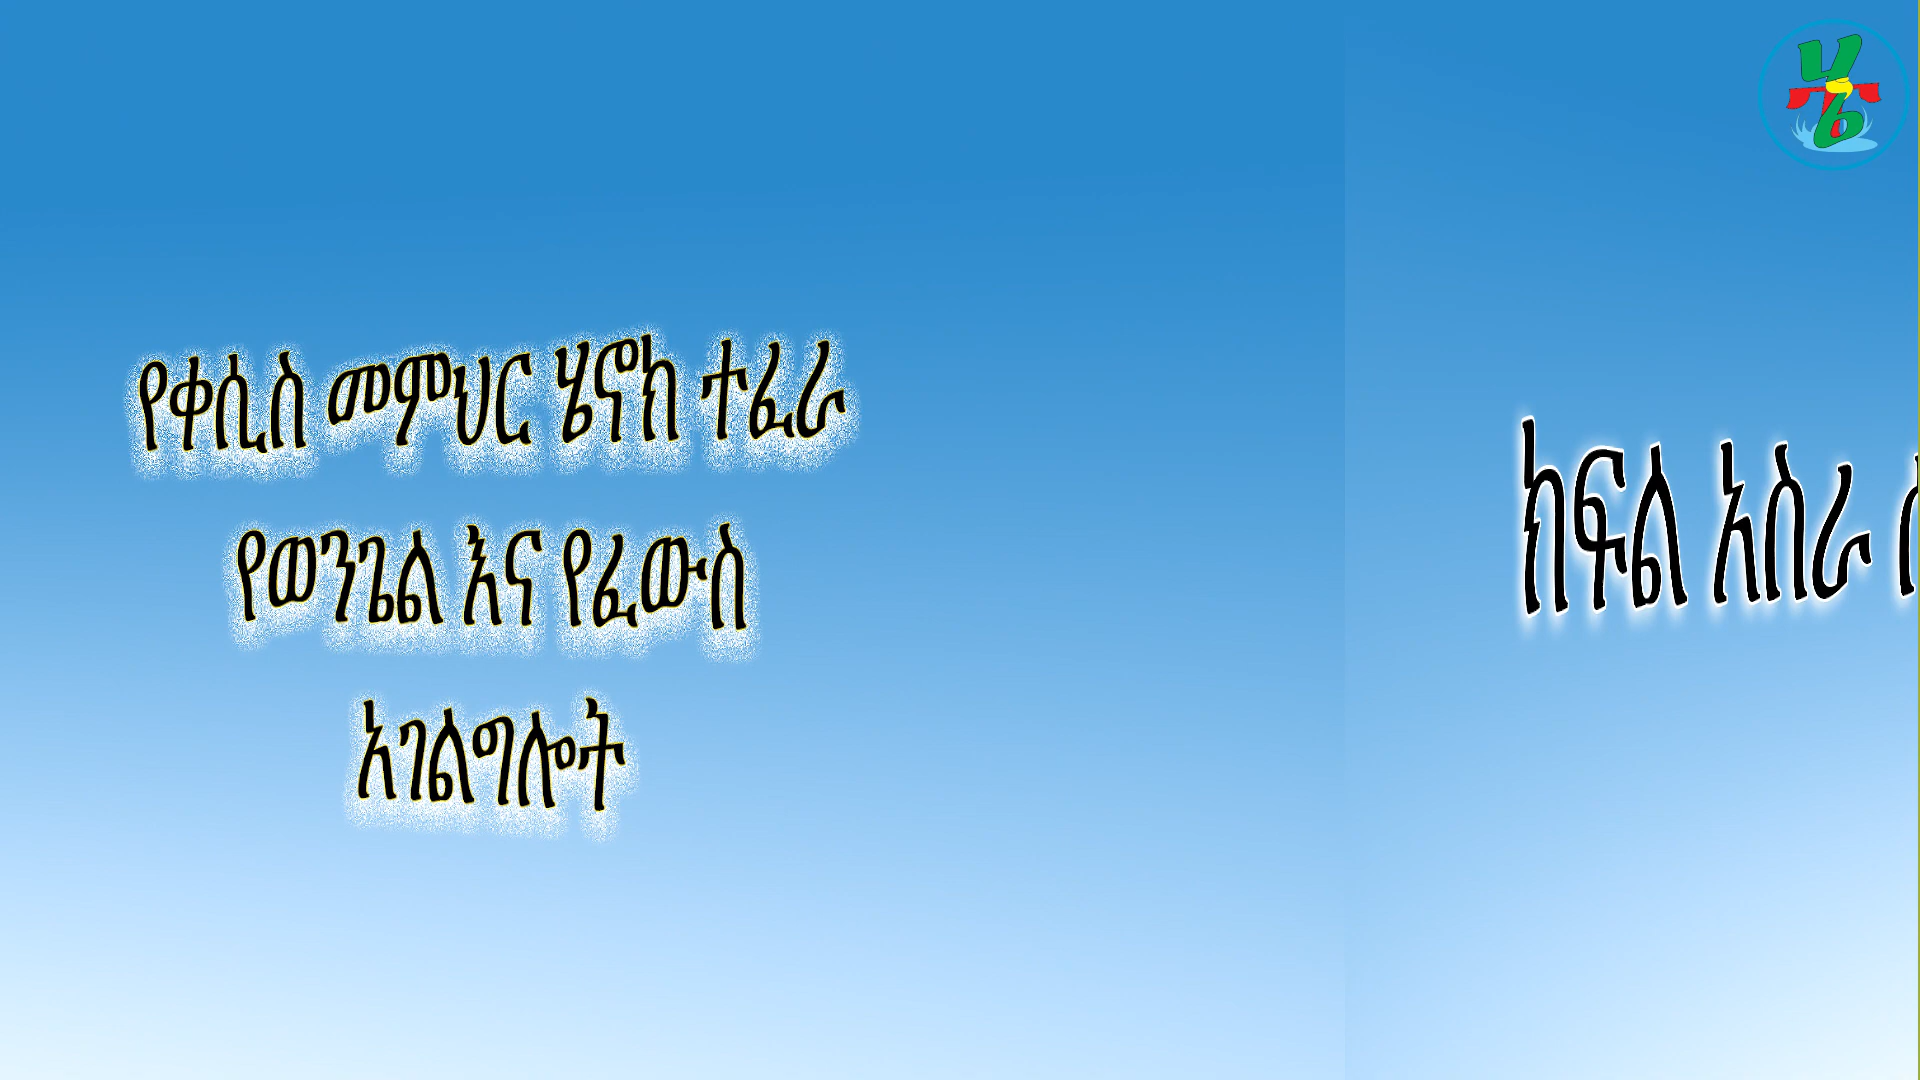 የቀሲስ መምህር ሄኖክ ተፈራ
የወንጌል እና የፈውስ
አገልግሎት
ክፍል አስራ